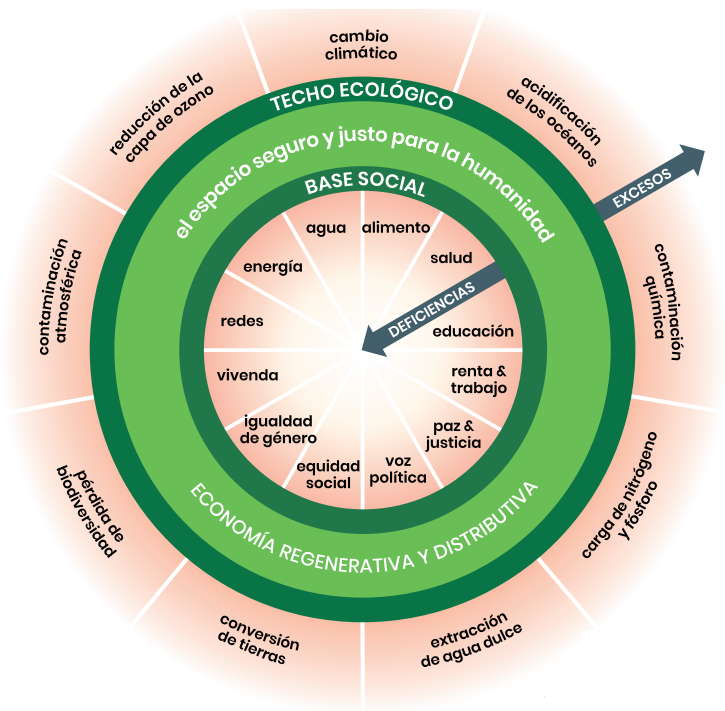 cambio
climático
acidificación
de los océanos
EXCESOS
contaminación
química
carga de nitrógeno
y fósforo
extracción
de agua dulce
conversión
de tierras
pérdida de
biodiversidad
contaminación
atmosférica
reducción de la
capa de ozono
TECHO ECOLÓGICO
el espacio seguro y justo para la humanidad
BASE SOCIAL
agua
alimento
salud
DEFICIENCIAS
educación
renta &
trabajo
paz &
justicia
voz
política
equidad
social
igualdad
de género
vivenda
redes
energía
ECONOMÍA REGENERATIVA Y DISTRIBUTIVA